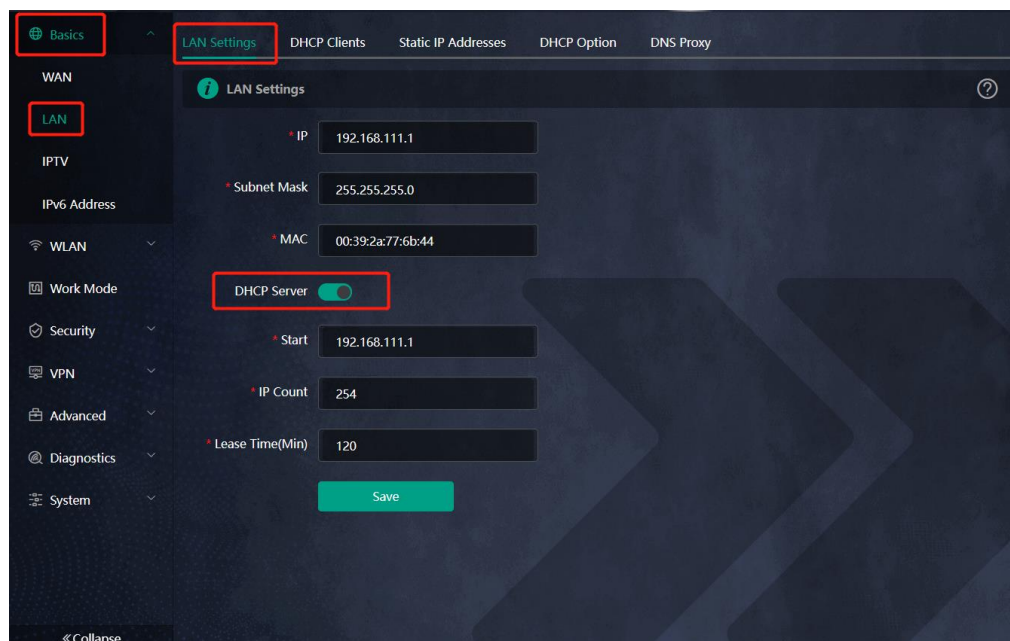 Basics
WAN
LAN
IPTV
IPv6 Address
WLAN
Work Mode
Security
VPN
Advanced
Diagnostics
System
«Collapse
LAN Settings DHCP Clients Static IP Addresses DHCP Option DNS Proxy
i LAN Settings ?
* IP 192.168.111.1
* Subnet Mask 255.255.255.0
* MAC 00:39:2a:77:6b:44
DHCP Server
* Start 192.168.111.1
* IP Count 254
* Lease Time(Min) 120
Save